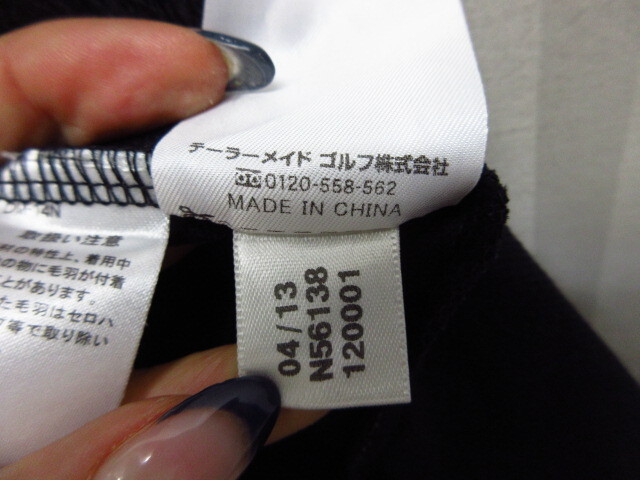 テーラーメイド ゴルフ株式会社
0120-558-562
MADE IN CHINA
取扱い注意
料の特性上、着用中
の物に毛羽が付着
とがあります。
た毛羽はセロハ
プ等で取り除い
04/13
N56138
120001